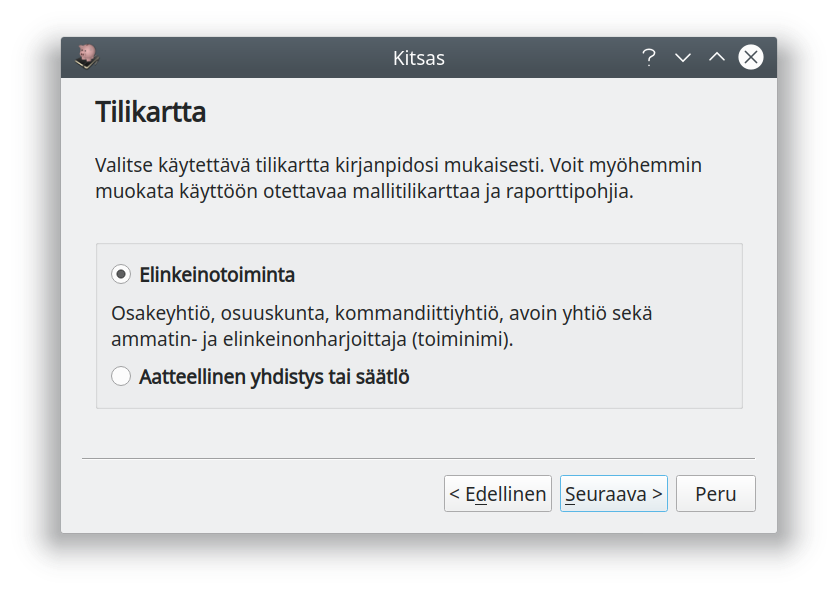 Kitsas
Tilikartta
Valitse käytettävä tilikartta kirjanpidosi mukaisesti. Voit myöhemmin
muokata käyttöön otettavaa mallitilikarttaa ja raporttipohjia.
Elinkeinotoiminta
Osakeyhtiö, osuuskunta, kommandiittiyhtiö, avoin yhtiö sekä
ammatin- ja elinkeinonharjoittaja (toiminimi).
Aatteellinen yhdistys tai säätlö
< Edellinen Seuraava > Peru